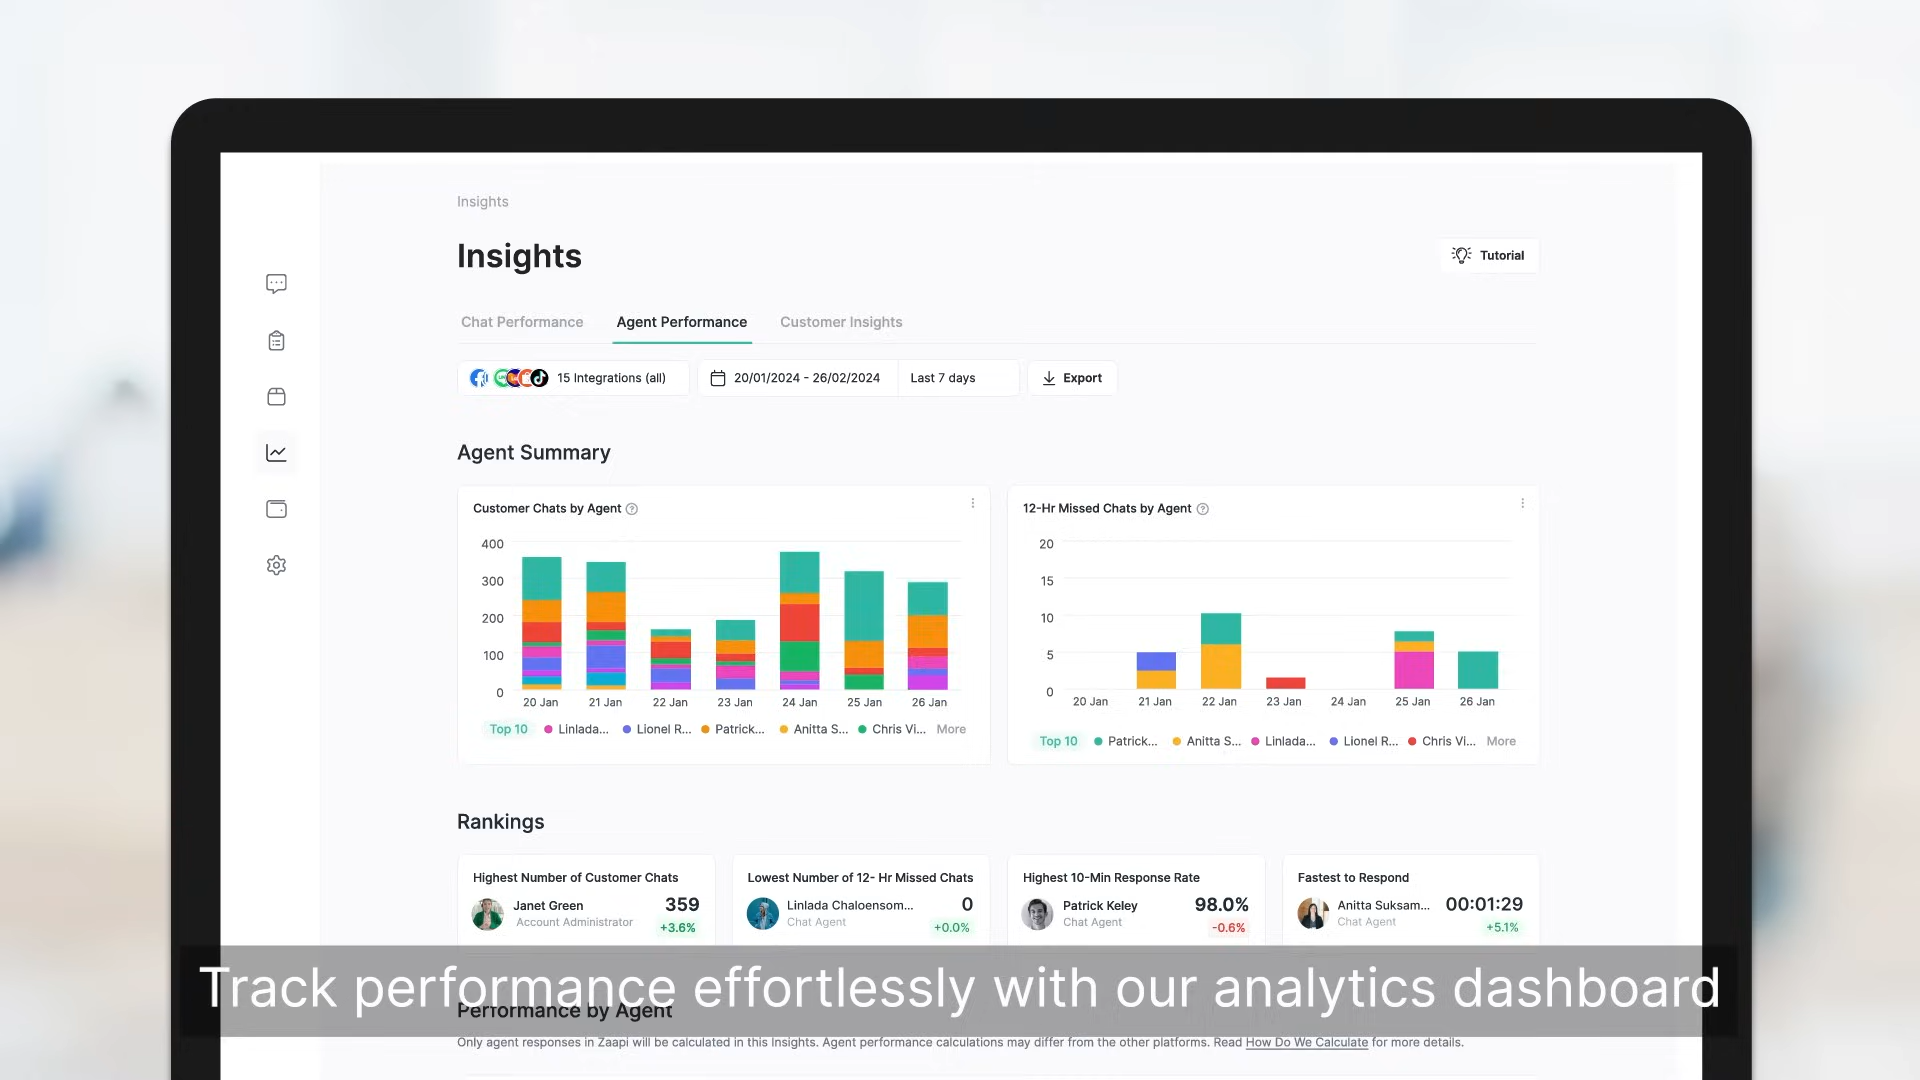 Insights
Insights
Tutorial
Chat Performance
Agent Performance
Customer Insights
15 Integrations (all)
20/01/2024 - 26/02/2024
Last 7 days
Export
Agent Summary
Customer Chats by Agent
400
300
200
100
0
20 Jan 21 Jan 22 Jan 23 Jan 24 Jan 25 Jan 26 Jan
Top 10 Linlada... Lionel R... Patrick... Anitta S... Chris Vi... More
12-Hr Missed Chats by Agent
20
15
10
5
0
20 Jan 21 Jan 22 Jan 23 Jan 24 Jan 25 Jan 26 Jan
Top 10 Patrick... Anitta S... Linlada... Lionel R... Chris Vi... More
Rankings
Highest Number of Customer Chats
Janet Green 359
Account Administrator +3.6%
Lowest Number of 12- Hr Missed Chats
Linlada Chaloensom... 0
Chat Agent +0.0%
Highest 10-Min Response Rate
Patrick Keley 98.0%
Chat Agent -0.6%
Fastest to Respond
Anitta Suksam... 00:01:29
Chat Agent +5.1%
Track performance effortlessly with our analytics dashboard
Performance by Agent
Only agent responses in Zaapi will be calculated in this Insights. Agent performance calculations may differ from the other platforms. Read How Do We Calculate for more details.